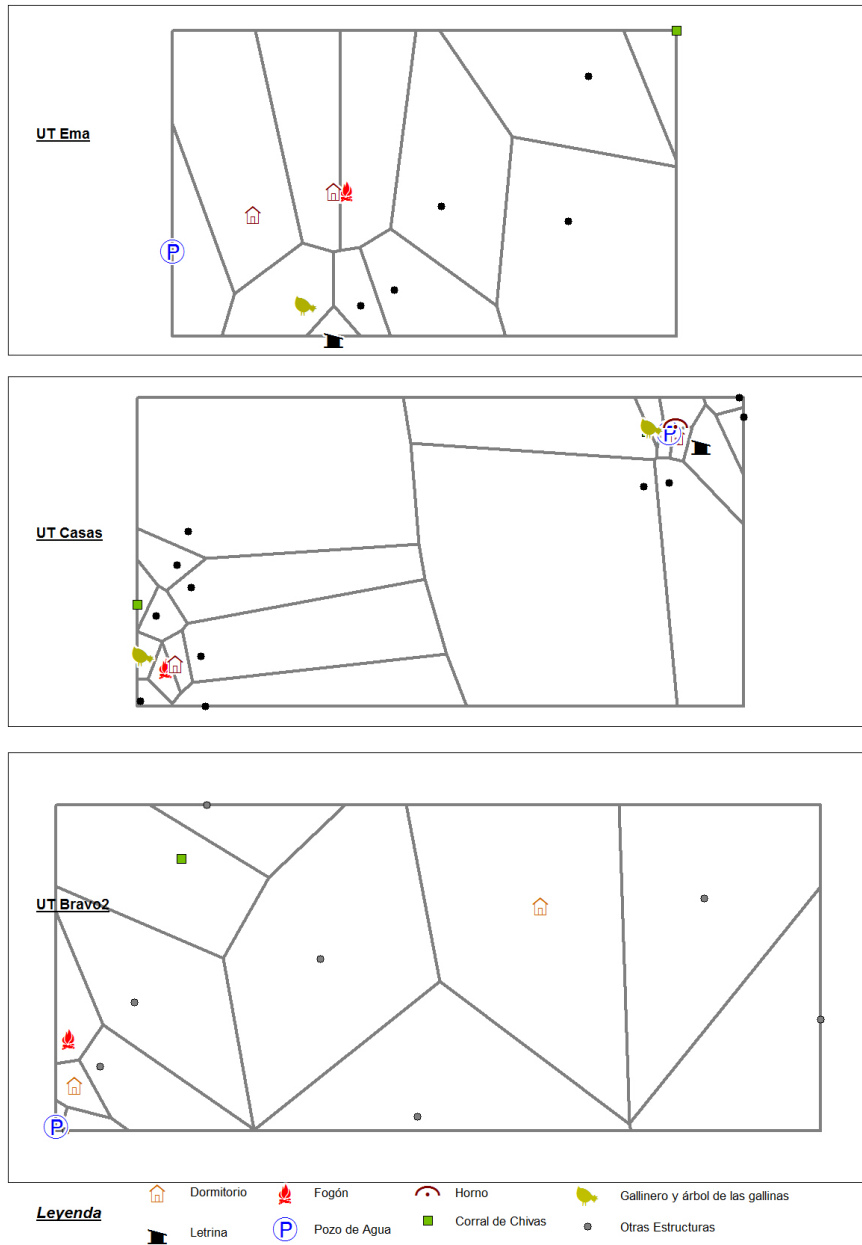 UT Ema
P
UT Casas
P
UT Bravo2
P
Leyenda
Dormitorio
Fogón
Horno
Gallinero y árbol de las gallinas
Letrina
P
Pozo de Agua
Corral de Chivas
Otras Estructuras